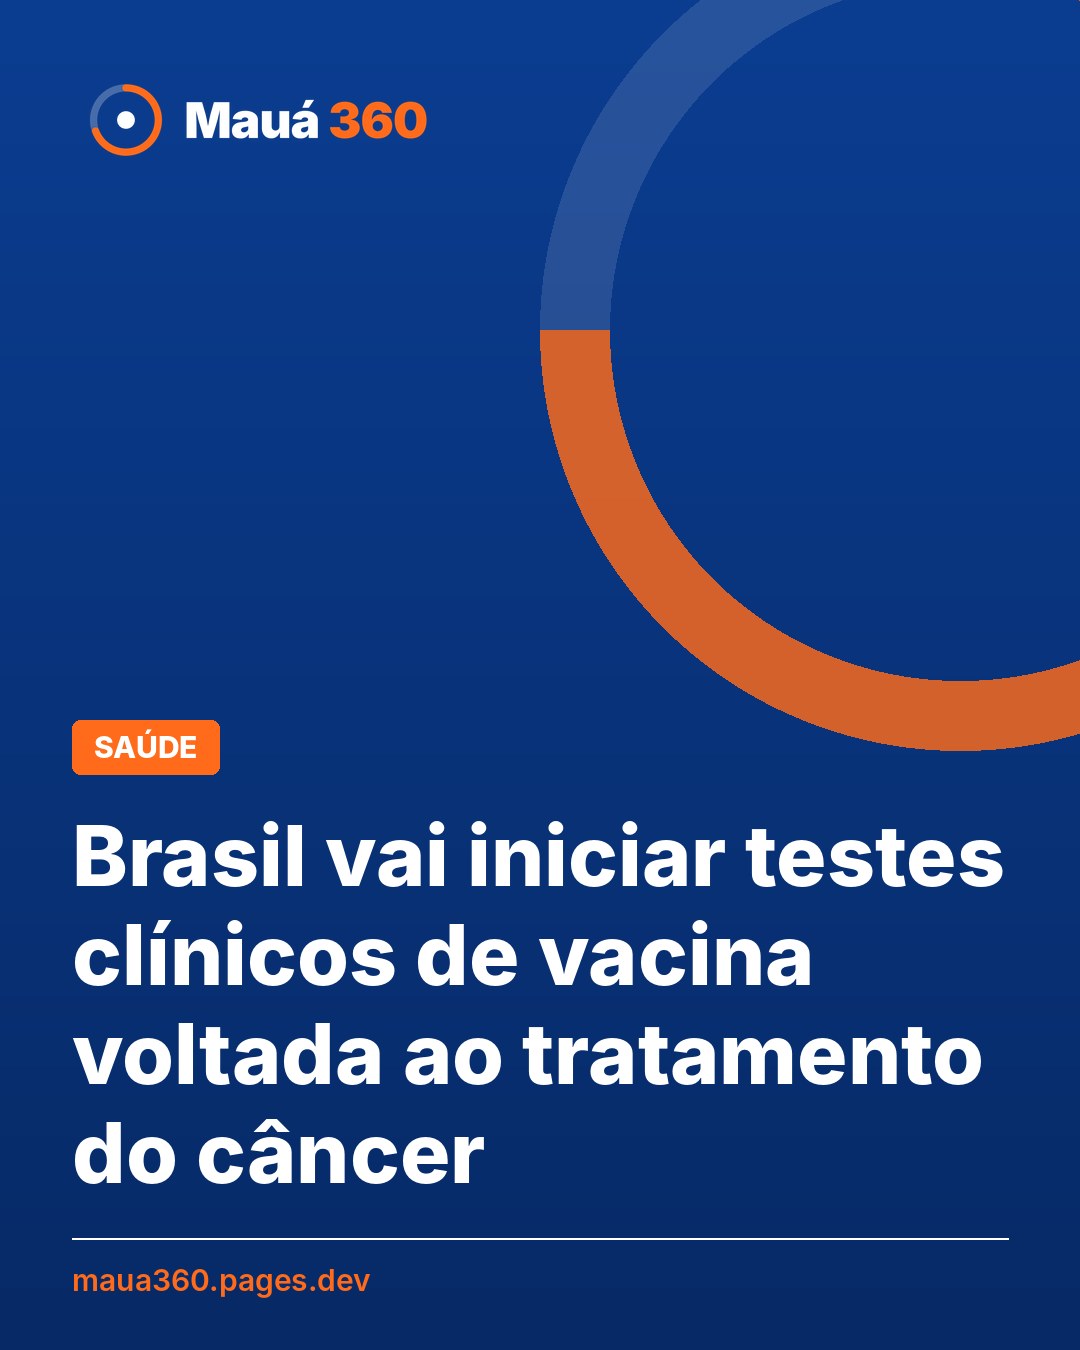 Mauá 360
SAÚDE
Brasil vai iniciar testes
clínicos de vacina
voltada ao tratamento
do câncer
maua360.pages.dev